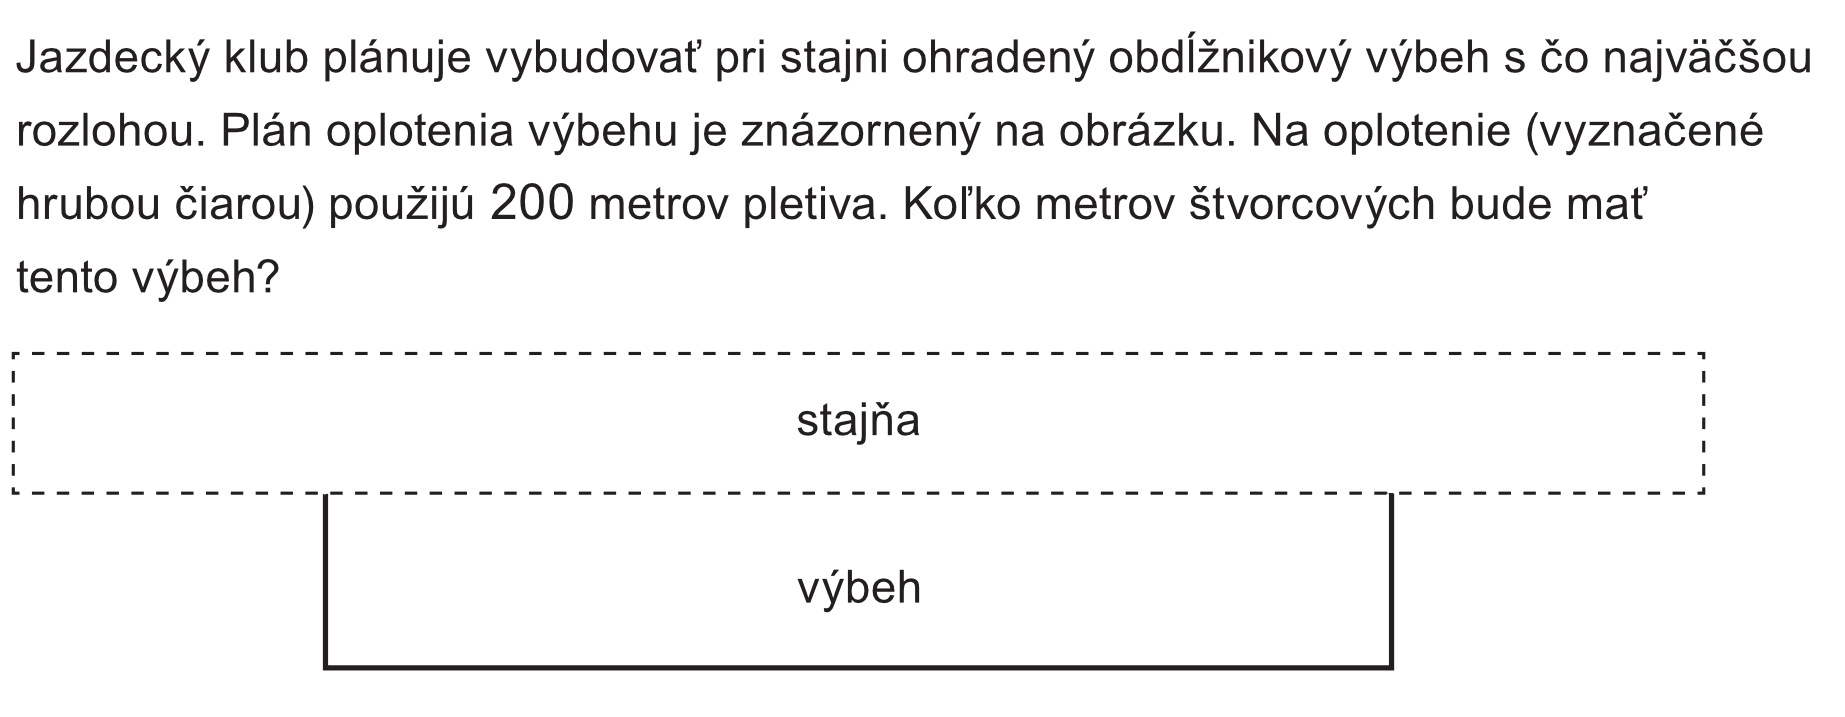 Jazdecký klub plánuje vybudovať pri stajni ohradený obdĺžnikový výbeh s čo najväčšou
rozlohou. Plán oplotenia výbehu je znázornený na obrázku. Na oplotenie (vyznačené
hrubou čiarou) použijú 200 metrov pletiva. Koľko metrov štvorcových bude mať
tento výbeh?
stajňa
výbeh